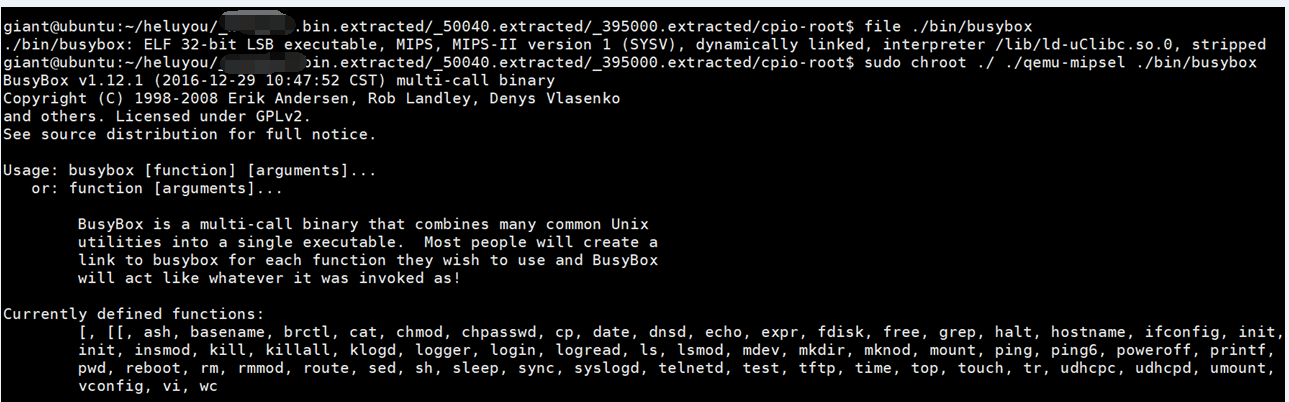 giant@ubuntu:~/heluyou/_ .bin.extracted/_50040.extracted/_395000.extracted/cpio-root$ file ./bin/busybox
./bin/busybox: ELF 32-bit LSB executable, MIPS, MIPS-II version 1 (SYSV), dynamically linked, interpreter /lib/ld-uClibc.so.0, stripped
giant@ubuntu:~/heluyou/_ bin.extracted/_50040.extracted/_395000.extracted/cpio-root$ sudo chroot ./ ./qemu-mipsel ./bin/busybox
BusyBox v1.12.1 (2016-12-29 10:47:52 CST) multi-call binary
Copyright (C) 1998-2008 Erik Andersen, Rob Landley, Denys Vlasenko
and others. Licensed under GPLv2.
See source distribution for full notice.
Usage: busybox [function] [arguments]...
or: function [arguments]...
BusyBox is a multi-call binary that combines many common Unix
utilities into a single executable.  Most people will create a
link to busybox for each function they wish to use and BusyBox
will act like whatever it was invoked as!
Currently defined functions:
[, [[, ash, basename, brctl, cat, chmod, chpasswd, cp, date, dnsd, echo, expr, fdisk, free, grep, halt, hostname, ifconfig, init,
init, insmod, kill, killall, klogd, logger, login, logread, ls, lsmod, mdev, mkdir, mknod, mount, ping, ping6, poweroff, printf,
pwd, reboot, rm, rmmod, route, sed, sh, sleep, sync, syslogd, telnetd, test, tftp, time, top, touch, tr, udhcpc, udhcpd, umount,
vconfig, vi, wc